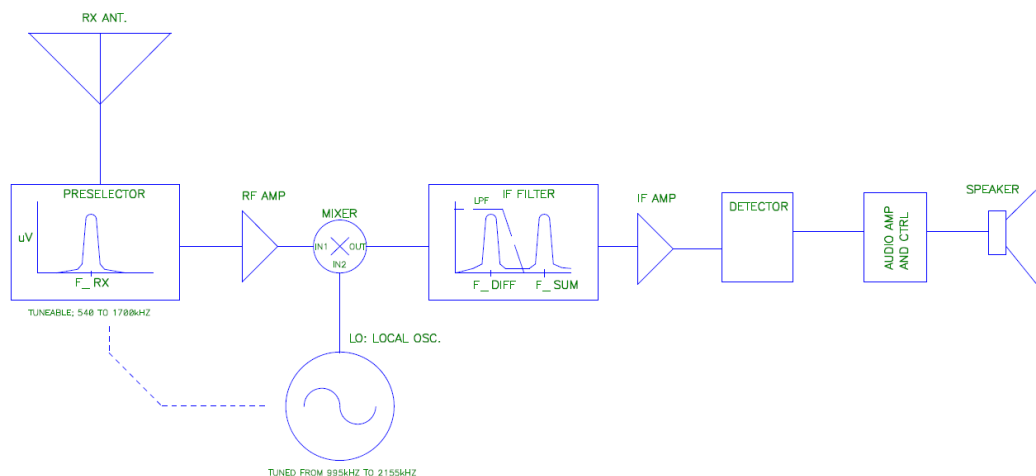 RX ANT.
PRESELECTOR
uV
F_RX
TUNEABLE; 540 TO 1700kHZ
RF AMP
MIXER
IN1
OUT
IN2
LO: LOCAL OSC.
TUNED FROM 995kHZ TO 2155kHZ
IF FILTER
LPF
F_DIFF
F_SUM
IF AMP
DETECTOR
AUDIO AMP
AND CTRL
SPEAKER